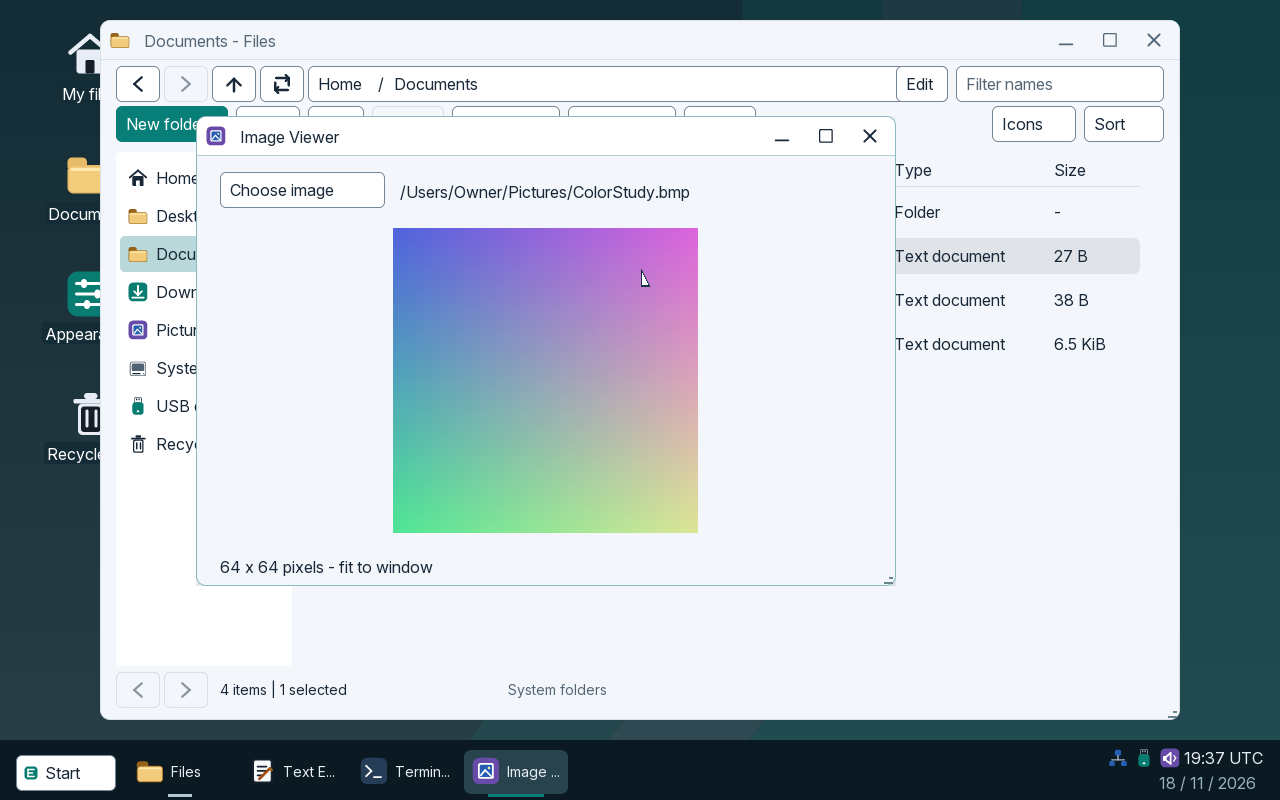 My fil
Docum
Appeara
Recycle
Documents - Files
Home / Documents
Edit
Filter names
New folde
Icons
Sort
Home
Deskt
Docu
Down
Pictur
Syste
USB
Recyc
Type Size
Folder -
Text document 27 B
Text document 38 B
Text document 6.5 KiB
Image Viewer
Choose image
/Users/Owner/Pictures/ColorStudy.bmp
64 x 64 pixels - fit to window
4 items | 1 selected
System folders
Start
Files
Text E...
Termin...
Image ...
19:37 UTC
18 / 11 / 2026